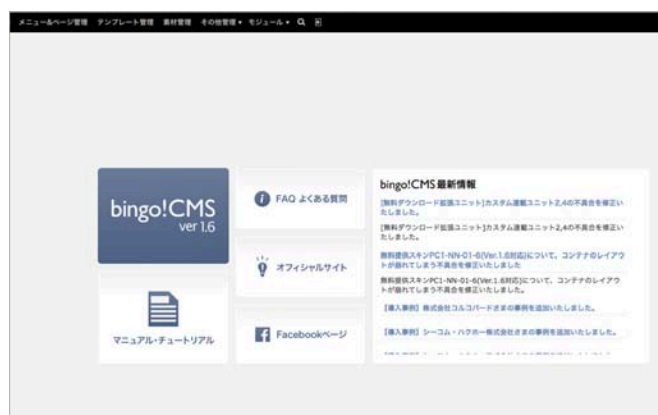 メニュー&ページ管理 テンプレート管理 素材管理 その他管理▾ モジュール▾
bingo!CMS
ver 1.6
マニュアル・チュートリアル
FAQ よくある質問
オフィシャルサイト
Facebookページ
bingo!CMS最新情報
[無料ダウンロード拡張ユニット]カスタム連載ユニット2,4の不具合を修正い
たしました。
[無料ダウンロード拡張ユニット]カスタム連載ユニット2,4の不具合を修正い
たしました。
無料提供スキンPC1-NN-01-6(Ver.1.6対応)について、コンテナのレイアウ
トが崩れてしまう不具合を修正いたしました
無料提供スキンPC1-NN-01-6(Ver.1.6対応)について、コンテナのレイアウ
トが崩れてしまう不具合を修正いたしました。
【導入事例】株式会社コルコバードさまの事例を追加いたしました。
【導入事例】シーコム・ハクホー株式会社さまの事例を追加いたしました。